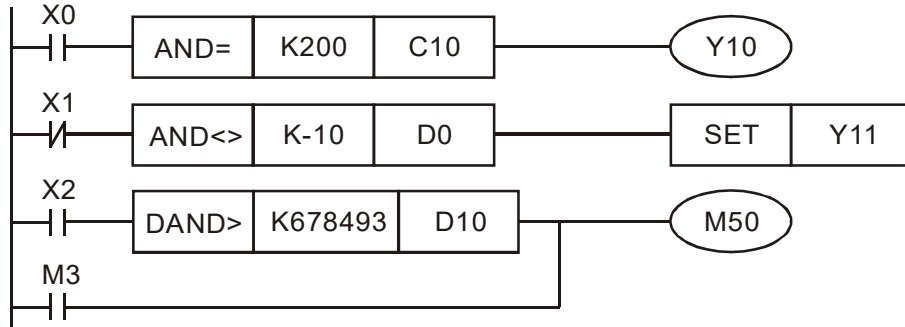 X0
AND= K200 C10 Y10
X1
AND<> K-10 D0 SET Y11
X2
DAND> K678493 D10 M50
M3